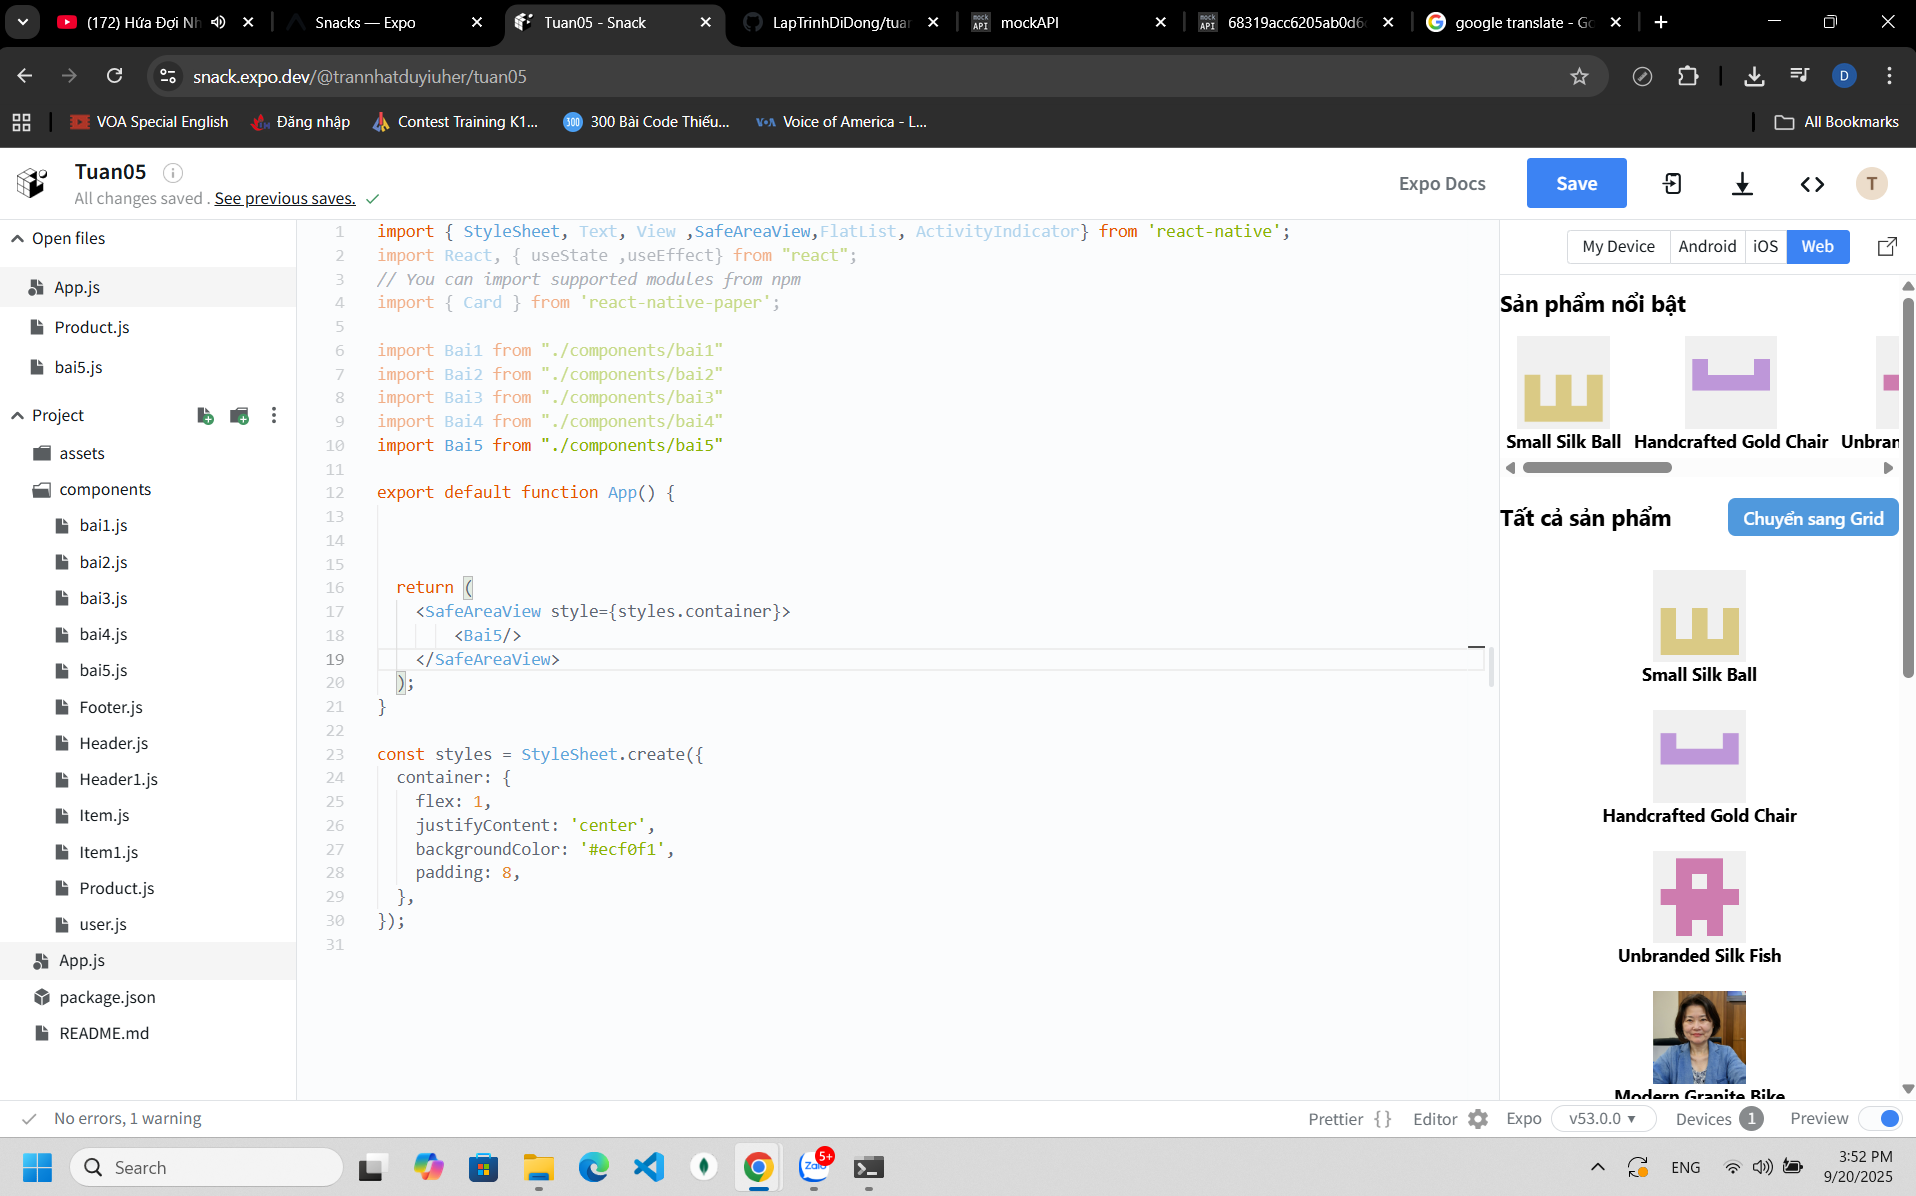 (172) Hứa Đợi Nh
Snacks — Expo
Tuan05 - Snack
LapTrinhDiDong/tuan
mockAPI
68319acc6205ab0d6c
google translate - Go
snack.expo.dev/@trannhatduyiuher/tuan05
D
VOA Special English
Đăng nhập
Contest Training K1...
300 Bài Code Thiếu...
Voice of America - L...
All Bookmarks
Tuan05
All changes saved . See previous saves.
Expo Docs
Save
T
Open files
App.js
Product.js
bai5.js
Project
assets
components
bai1.js
bai2.js
bai3.js
bai4.js
bai5.js
Footer.js
Header.js
Header1.js
Item.js
Item1.js
Product.js
user.js
App.js
package.json
README.md
1 import { StyleSheet, Text, View ,SafeAreaView,FlatList, ActivityIndicator} from 'react-native';
2 import React, { useState ,useEffect} from "react";
3 // You can import supported modules from npm
4 import { Card } from 'react-native-paper';
5
6 import Bai1 from "./components/bai1"
7 import Bai2 from "./components/bai2"
8 import Bai3 from "./components/bai3"
9 import Bai4 from "./components/bai4"
10 import Bai5 from "./components/bai5"
11
12 export default function App() {
13
14
15
16 return (
17 <SafeAreaView style={styles.container}>
18 <Bai5/>
19 </SafeAreaView>
20 );
21 }
22
23 const styles = StyleSheet.create({
24 container: {
25 flex: 1,
26 justifyContent: 'center',
27 backgroundColor: '#ecf0f1',
28 padding: 8,
29 },
30 });
31
My Device
Android
iOS
Web
Sản phẩm nổi bật
Small Silk Ball
Handcrafted Gold Chair
Unbran
Tất cả sản phẩm
Chuyển sang Grid
Small Silk Ball
Handcrafted Gold Chair
Unbranded Silk Fish
Modern Granite Bike
No errors, 1 warning
Prettier { }
Editor
Expo
v53.0.0
Devices 1
Preview
Search
Zalo
5+
ENG
3:52 PM
9/20/2025